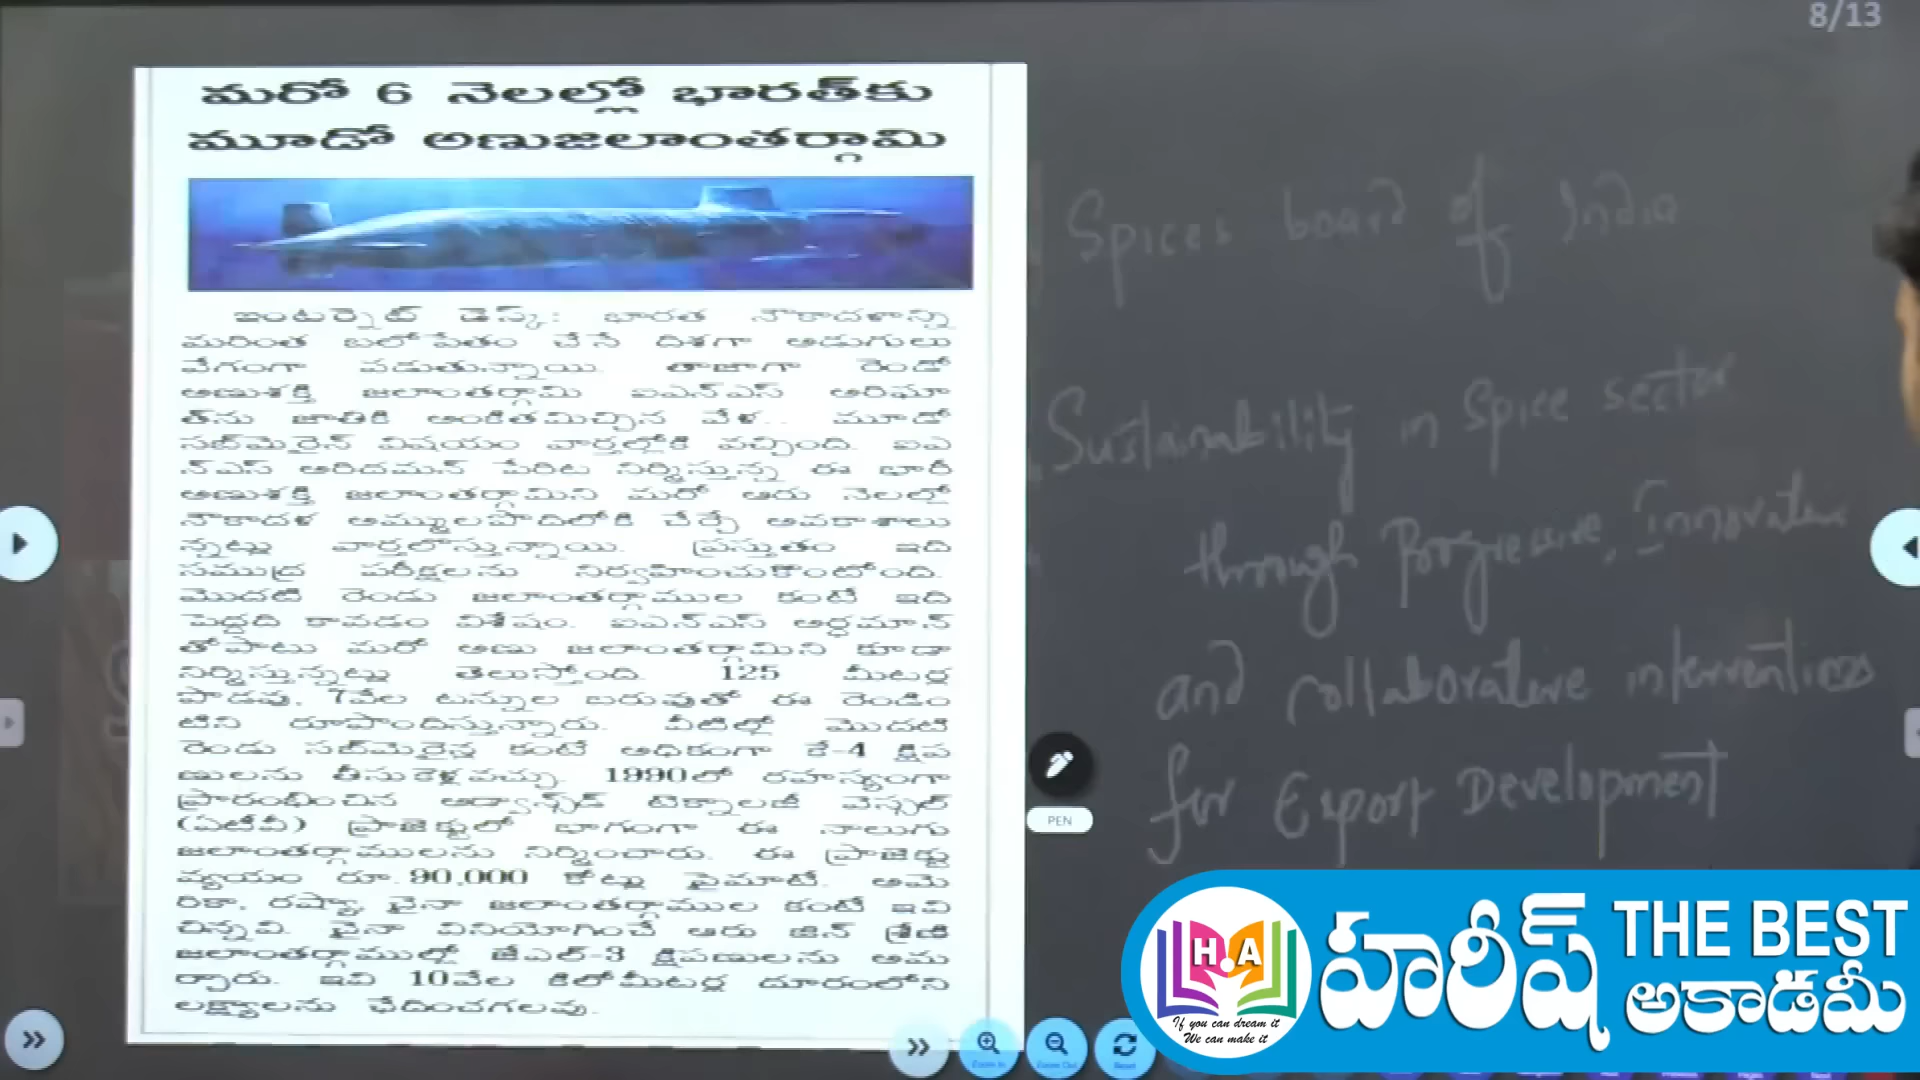 8/13
మరో 6 నెలల్లో భారత్‌కు
మూడో అణుజలాంతర్గామి
ఇంటర్నెట్ డెస్క్: భారత నౌకాదళాన్ని
మరింత బలోపేతం చేసే దిశగా అడుగులు
వేగంగా పడుతున్నాయి. తాజాగా రెండో
అణుశక్తి జలాంతర్గామి ఐఎన్ఎస్ అరిఘా
త్‌ను జాతికి అంకితమిచ్చిన వేళ.. మూడో
సబ్‌మెరైన్ విషయం వార్తల్లోకి వచ్చింది. ఐఎ
న్ఎస్ అరిదమన్ పేరిట నిర్మిస్తున్న ఈ భారీ
అణుశక్తి జలాంతర్గామిని మరో ఆరు నెలల్లో
నౌకాదళ అమ్ములపొదిలోకి చేర్చే అవకాశాలు
న్నట్లు వార్తలొస్తున్నాయి. ప్రస్తుతం ఇది
సముద్ర పరీక్షలను నిర్వహించుకొంటోంది.
మొదటి రెండు జలాంతర్గాముల కంటే ఇది
పెద్దది కావడం విశేషం. ఐఎన్ఎస్ అర్ధమాన్
తోపాటు మరో అణు జలాంతర్గామిని కూడా
నిర్మిస్తున్నట్లు తెలుస్తోంది. 125 మీటర్ల
పొడవు, 7వేల టన్నుల బరువుతో ఈ రెండిం
టిని రూపొందిస్తున్నారు. వీటిల్లో మొదటి
రెండు సబ్‌మెరైన్ల కంటే అధికంగా కే-4 క్షిప
ణులను తీసుకెళ్లవచ్చు. 1990లో రహస్యంగా
ప్రారంభించిన అడ్వాన్స్‌డ్ టెక్నాలజీ వెస్సల్
(ఏటీవీ) ప్రాజెక్టులో భాగంగా ఈ నాలుగు
జలాంతర్గాములను నిర్మించారు. ఈ ప్రాజెక్టు
వ్యయం రూ.90,000 కోట్లు పైమాటే. అమె
రికా, రష్యా, చైనా జలాంతర్గాముల కంటే ఇవి
చిన్నవి. చైనా వినియోగించే ఆరు జిన్ శ్రేణి
జలాంతర్గాముల్లో జేఎల్-3 క్షిపణులను అమ
ర్చారు. ఇవి 10వేల కిలోమీటర్ల దూరంలోని
లక్ష్యాలను ఛేదించగలవు.
Spices board of India
Sustainability in Spice sector
through Progressive, Innovative
and collaborative interventions
for Export Development
PEN
Zoom In
Zoom Out
Reset
H.A
If you can dream it
We can make it
హరీష్
THE BEST
అకాడమీ